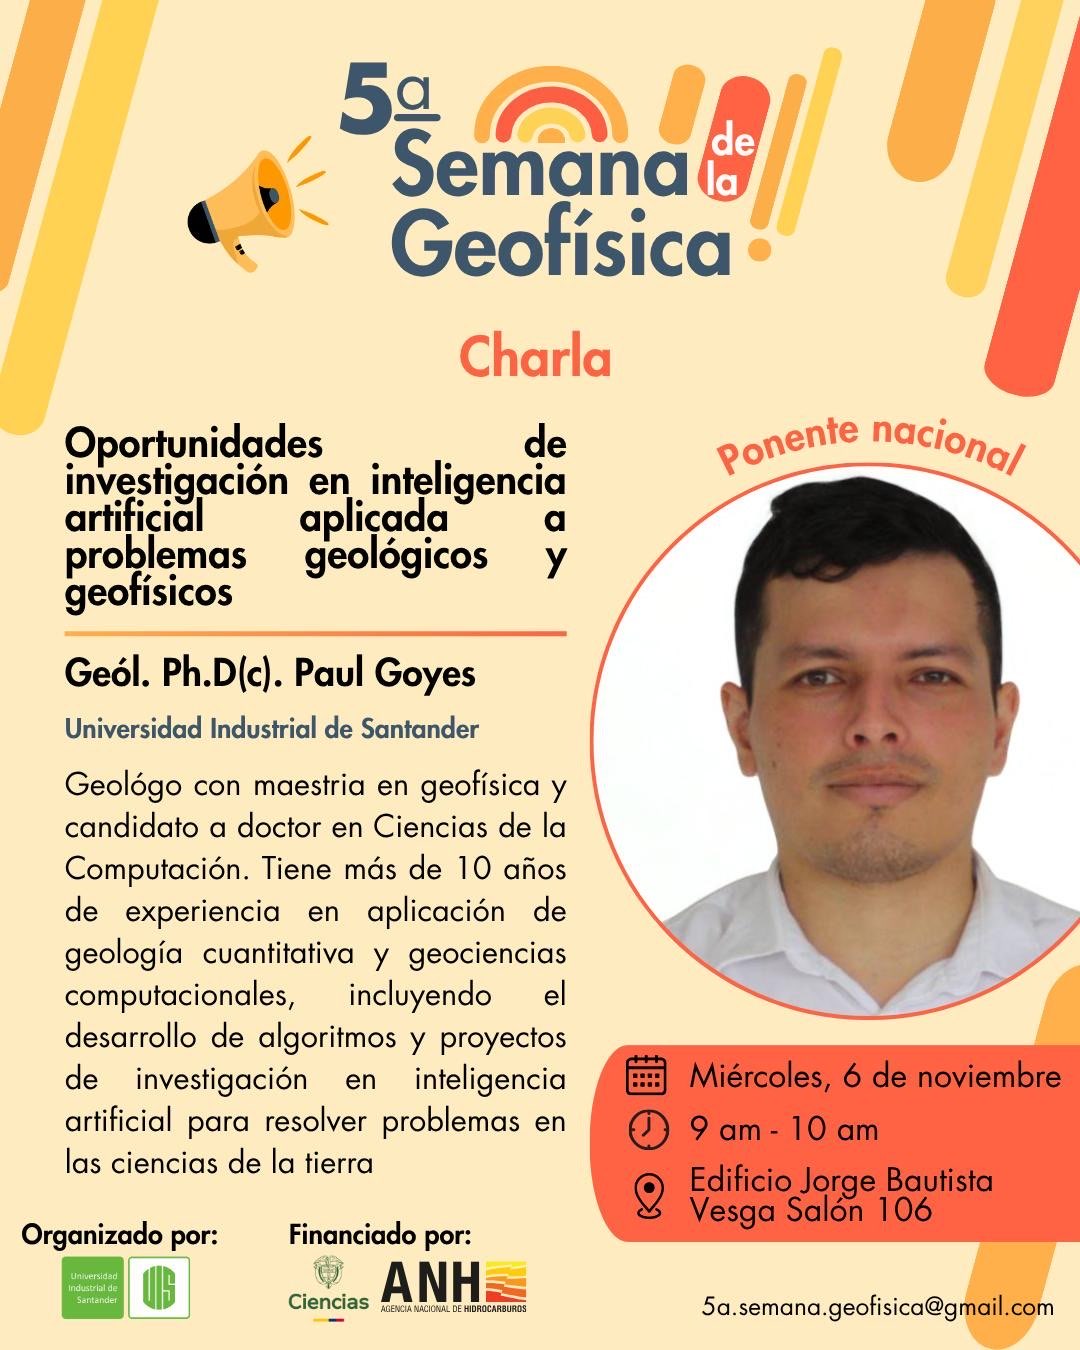 5ª
Semana de la
Geofísica
Charla
Oportunidades de
investigación en inteligencia
artificial aplicada a
problemas geológicos y
geofísicos
Geól. Ph.D(c). Paul Goyes
Universidad Industrial de Santander
Geológo con maestria en geofísica y
candidato a doctor en Ciencias de la
Computación. Tiene más de 10 años
de experiencia en aplicación de
geología cuantitativa y geociencias
computacionales, incluyendo el
desarrollo de algoritmos y proyectos
de investigación en inteligencia
artificial para resolver problemas en
las ciencias de la tierra
Ponente nacional
Miércoles, 6 de noviembre
9 am - 10 am
Edificio Jorge Bautista
Vesga Salón 106
Organizado por:
Universidad
Industrial de
Santander
UIS
Financiado por:
Ciencias
ANH
AGENCIA NACIONAL DE HIDROCARBUROS
5a.semana.geofisica@gmail.com